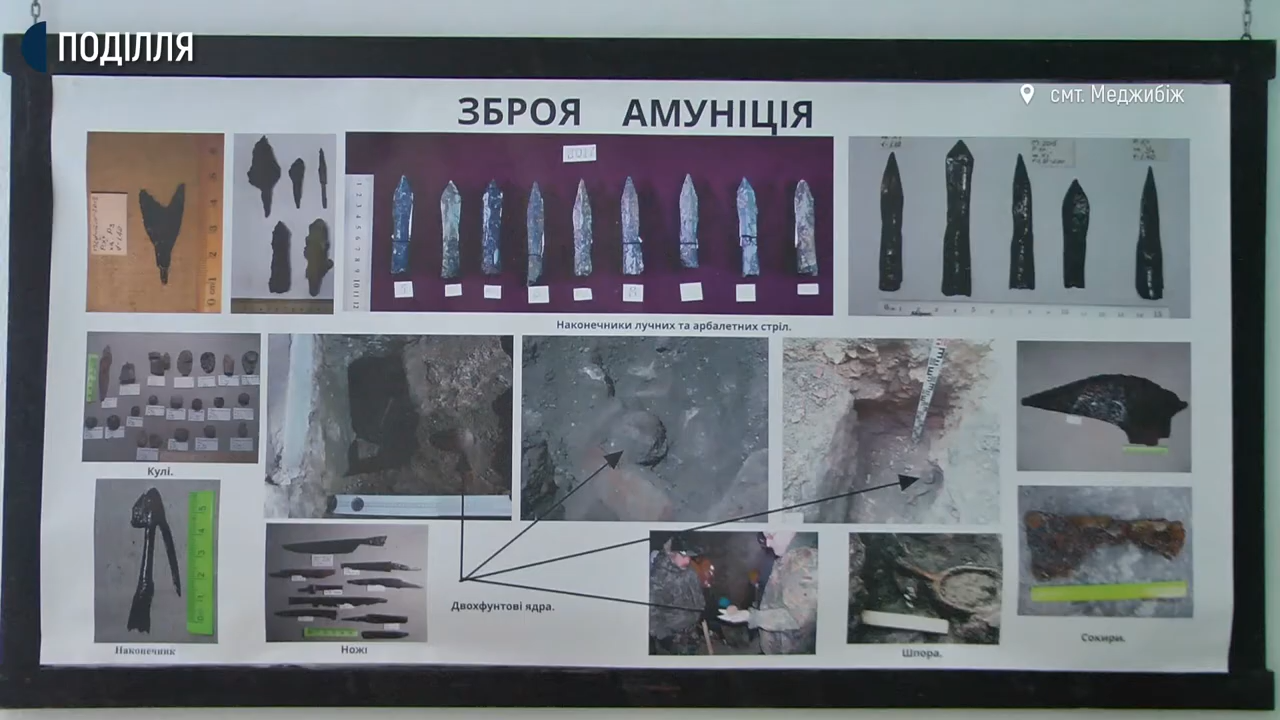 ПОДІЛЛЯ
смт. Меджибіж
ЗБРОЯ АМУНІЦІЯ
Наконечники лучних та арбалетних стріл.
Кулі.
Двохфунтові ядра.
Наконечник
Ножі
Шпора.
Сокири.